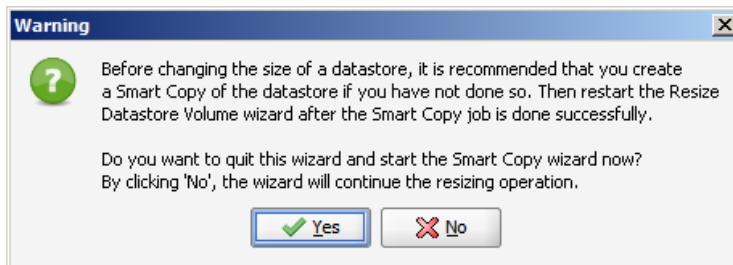 Warning
Before changing the size of a datastore, it is recommended that you create
a Smart Copy of the datastore if you have not done so. Then restart the Resize
Datastore Volume wizard after the Smart Copy job is done successfully.
Do you want to quit this wizard and start the Smart Copy wizard now?
By clicking 'No', the wizard will continue the resizing operation.
Yes No